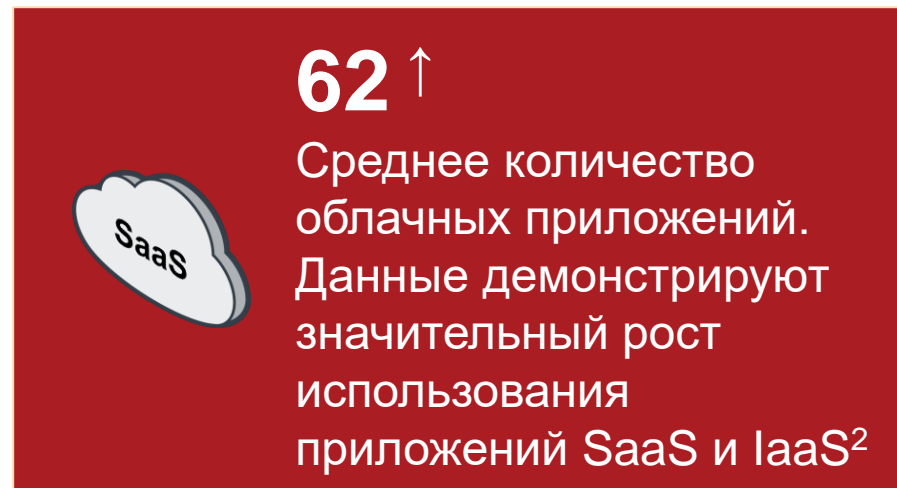 62 ↑
SaaS
Среднее количество
облачных приложений.
Данные демонстрируют
значительный рост
использования
приложений SaaS и IaaS²